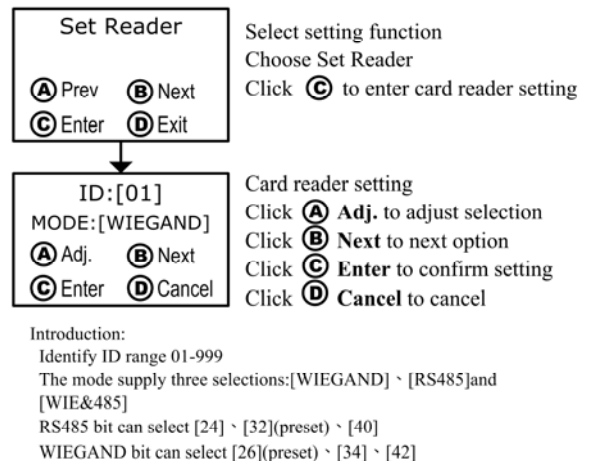 Set Reader
Ⓐ Prev Ⓑ Next
Ⓒ Enter Ⓓ Exit
Select setting function
Choose Set Reader
Click Ⓒ to enter card reader setting
ID:[01]
MODE:[WIEGAND]
Ⓐ Adj. Ⓑ Next
Ⓒ Enter Ⓓ Cancel
Card reader setting
Click Ⓐ Adj. to adjust selection
Click Ⓑ Next to next option
Click Ⓒ Enter to confirm setting
Click Ⓓ Cancel to cancel
Introduction:
Identify ID range 01-999
The mode supply three selections:[WIEGAND]、[RS485]and
[WIE&485]
RS485 bit can select [24]、[32](preset)、[40]
WIEGAND bit can select [26](preset)、[34]、[42]